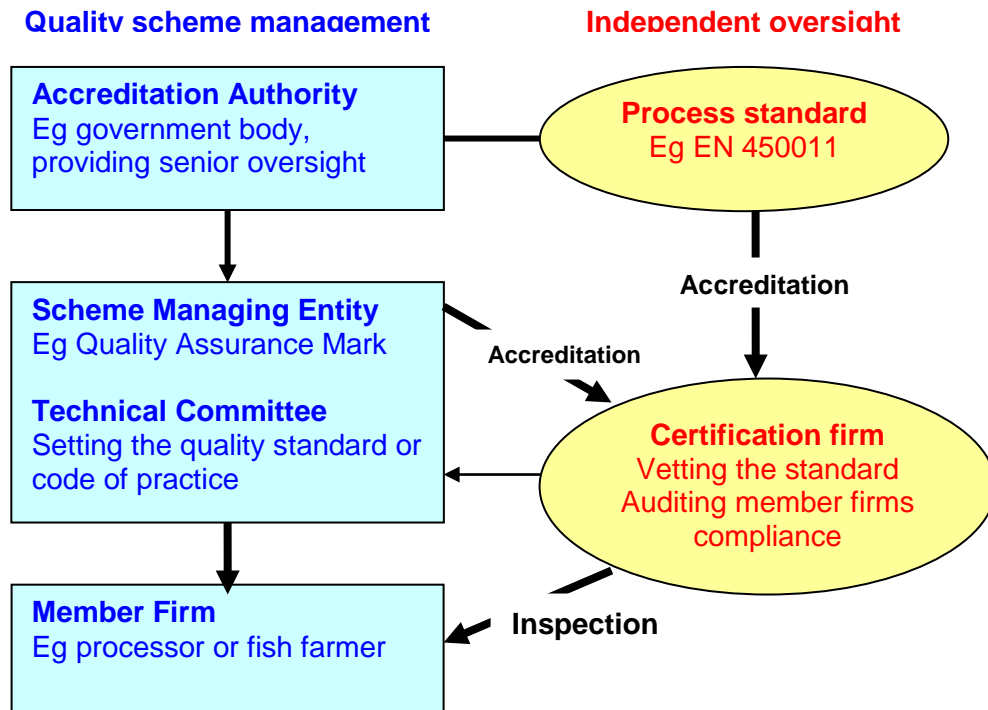 Quality scheme management
Independent oversight
Accreditation Authority
Eg government body,
providing senior oversight
Process standard
Eg EN 450011
Accreditation
Scheme Managing Entity
Eg Quality Assurance Mark
Accreditation
Technical Committee
Setting the quality standard or
code of practice
Certification firm
Vetting the standard
Auditing member firms
compliance
Member Firm
Eg processor or fish farmer
Inspection